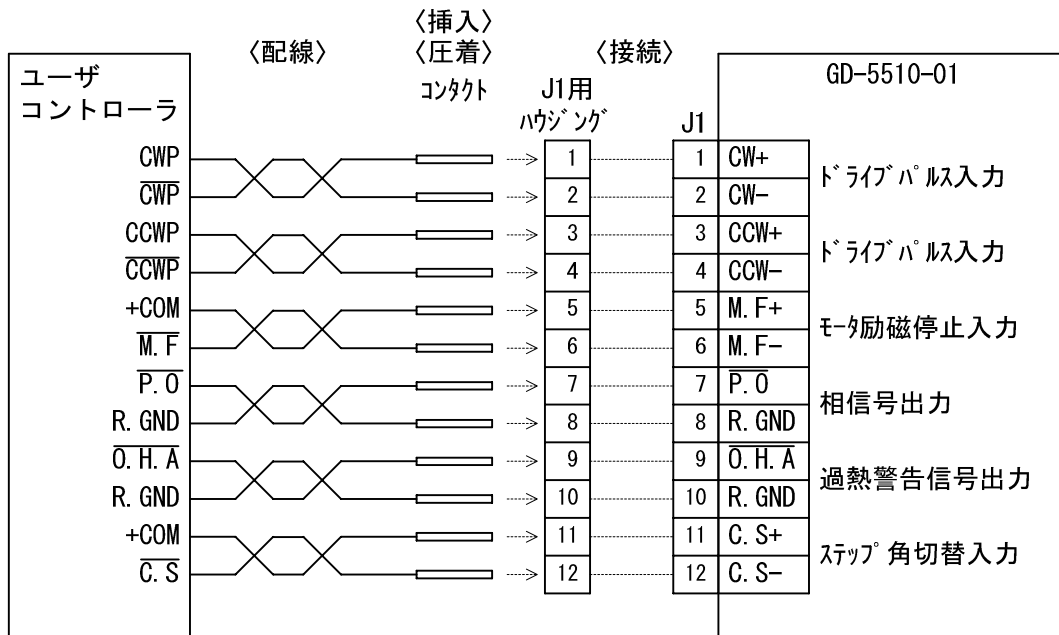 〈挿入〉
〈配線〉 〈圧着〉 〈接続〉
ユーザ
コントローラ
コンタクト
J1用
ハウジング
J1
GD-5510-01
CWP 1 1 CW+
CWP 2 2 CW-
ドライブパルス入力
CCWP 3 3 CCW+
CCWP 4 4 CCW-
ドライブパルス入力
+COM 5 5 M.F+
M.F 6 6 M.F-
モータ励磁停止入力
P.O 7 7 P.O
R.GND 8 8 R.GND
相信号出力
O.H.A 9 9 O.H.A
R.GND 10 10 R.GND
過熱警告信号出力
+COM 11 11 C.S+
C.S 12 12 C.S-
ステップ角切替入力